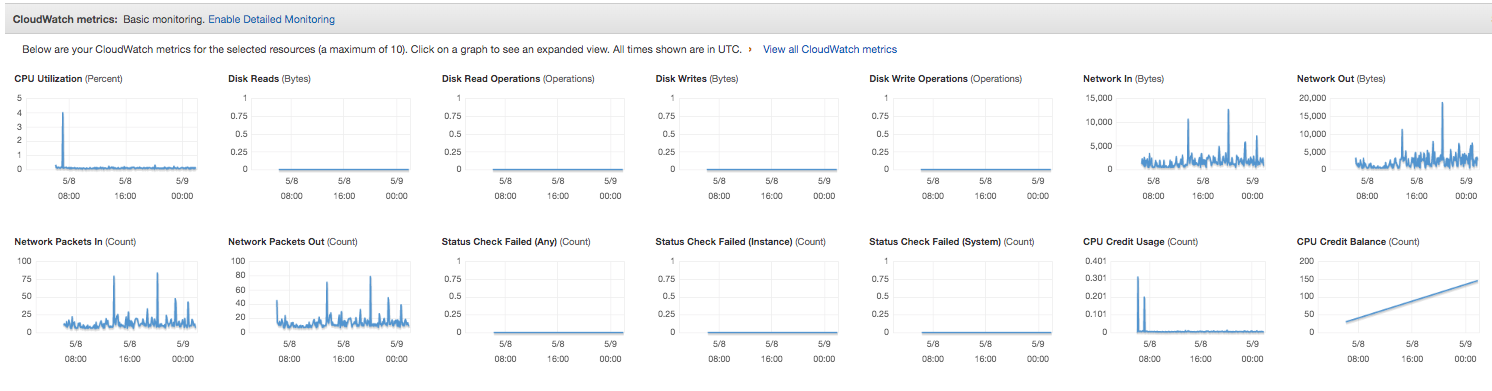 CloudWatch metrics: Basic monitoring. Enable Detailed Monitoring
Below are your CloudWatch metrics for the selected resources (a maximum of 10). Click on a graph to see an expanded view. All times shown are in UTC. › View all CloudWatch metrics
CPU Utilization (Percent)
5
4
3
2
1
0
5/8 5/8 5/9
08:00 16:00 00:00
Disk Reads (Bytes)
1
0.75
0.5
0.25
0
5/8 5/8 5/9
08:00 16:00 00:00
Disk Read Operations (Operations)
1
0.75
0.5
0.25
0
5/8 5/8 5/9
08:00 16:00 00:00
Disk Writes (Bytes)
1
0.75
0.5
0.25
0
5/8 5/8 5/9
08:00 16:00 00:00
Disk Write Operations (Operations)
1
0.75
0.5
0.25
0
5/8 5/8 5/9
08:00 16:00 00:00
Network In (Bytes)
15,000
10,000
5,000
0
5/8 5/8 5/9
08:00 16:00 00:00
Network Out (Bytes)
20,000
15,000
10,000
5,000
0
5/8 5/8 5/9
08:00 16:00 00:00
Network Packets In (Count)
100
75
50
25
0
5/8 5/8 5/9
08:00 16:00 00:00
Network Packets Out (Count)
100
80
60
40
20
0
5/8 5/8 5/9
08:00 16:00 00:00
Status Check Failed (Any) (Count)
1
0.75
0.5
0.25
0
5/8 5/8 5/9
08:00 16:00 00:00
Status Check Failed (Instance) (Count)
1
0.75
0.5
0.25
0
5/8 5/8 5/9
08:00 16:00 00:00
Status Check Failed (System) (Count)
1
0.75
0.5
0.25
0
5/8 5/8 5/9
08:00 16:00 00:00
CPU Credit Usage (Count)
0.401
0.301
0.201
0.101
0
5/8 5/8 5/9
08:00 16:00 00:00
CPU Credit Balance (Count)
200
150
100
50
0
5/8 5/8 5/9
08:00 16:00 00:00